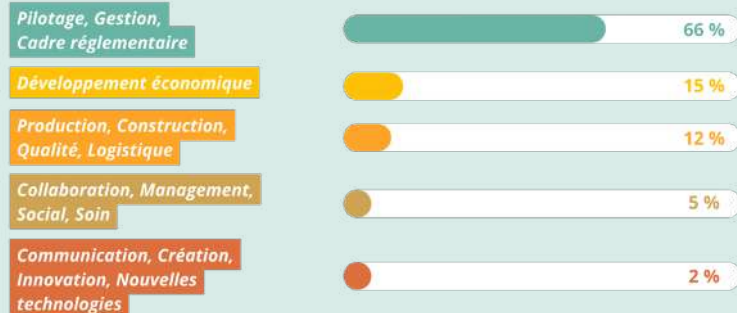 Pilotage, Gestion,
Cadre réglementaire
66 %
Développement économique
15 %
Production, Construction,
Qualité, Logistique
12 %
Collaboration, Management,
Social, Soin
5 %
Communication, Création,
Innovation, Nouvelles
technologies
2 %